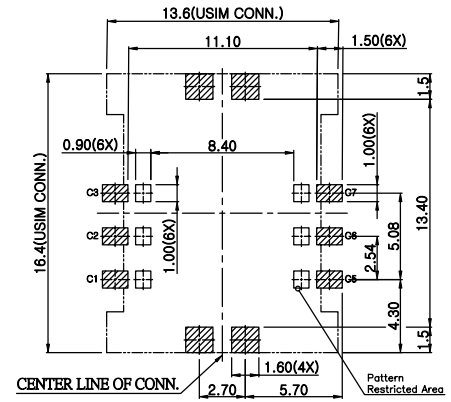 13.6(USIM CONN.)
11.10
1.50(6X)
1.5
0.90(6X)
8.40
1.00(6X)
16.4(USIM CONN.)
C3
C7
1.00(6X)
13.40
5.08
C2
C6
2.54
C1
C5
4.30
1.5
1.60(4X)
CENTER LINE OF CONN.
2.70
5.70
Pattern
Restricted Area